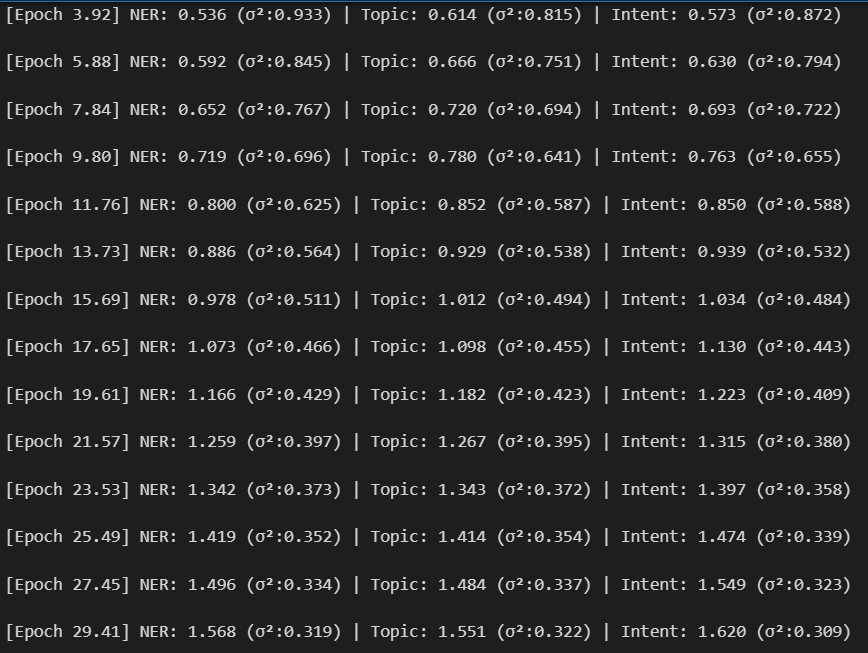 [Epoch 3.92] NER: 0.536 (σ²:0.933) | Topic: 0.614 (σ²:0.815) | Intent: 0.573 (σ²:0.872)
[Epoch 5.88] NER: 0.592 (σ²:0.845) | Topic: 0.666 (σ²:0.751) | Intent: 0.630 (σ²:0.794)
[Epoch 7.84] NER: 0.652 (σ²:0.767) | Topic: 0.720 (σ²:0.694) | Intent: 0.693 (σ²:0.722)
[Epoch 9.80] NER: 0.719 (σ²:0.696) | Topic: 0.780 (σ²:0.641) | Intent: 0.763 (σ²:0.655)
[Epoch 11.76] NER: 0.800 (σ²:0.625) | Topic: 0.852 (σ²:0.587) | Intent: 0.850 (σ²:0.588)
[Epoch 13.73] NER: 0.886 (σ²:0.564) | Topic: 0.929 (σ²:0.538) | Intent: 0.939 (σ²:0.532)
[Epoch 15.69] NER: 0.978 (σ²:0.511) | Topic: 1.012 (σ²:0.494) | Intent: 1.034 (σ²:0.484)
[Epoch 17.65] NER: 1.073 (σ²:0.466) | Topic: 1.098 (σ²:0.455) | Intent: 1.130 (σ²:0.443)
[Epoch 19.61] NER: 1.166 (σ²:0.429) | Topic: 1.182 (σ²:0.423) | Intent: 1.223 (σ²:0.409)
[Epoch 21.57] NER: 1.259 (σ²:0.397) | Topic: 1.267 (σ²:0.395) | Intent: 1.315 (σ²:0.380)
[Epoch 23.53] NER: 1.342 (σ²:0.373) | Topic: 1.343 (σ²:0.372) | Intent: 1.397 (σ²:0.358)
[Epoch 25.49] NER: 1.419 (σ²:0.352) | Topic: 1.414 (σ²:0.354) | Intent: 1.474 (σ²:0.339)
[Epoch 27.45] NER: 1.496 (σ²:0.334) | Topic: 1.484 (σ²:0.337) | Intent: 1.549 (σ²:0.323)
[Epoch 29.41] NER: 1.568 (σ²:0.319) | Topic: 1.551 (σ²:0.322) | Intent: 1.620 (σ²:0.309)